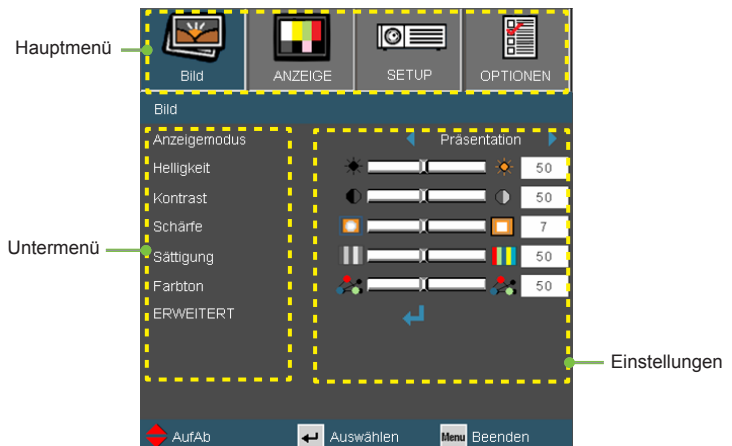 Hauptmenü
Bild ANZEIGE SETUP OPTIONEN
Bild
Anzeigemodus Präsentation
Helligkeit 50
Kontrast 50
Schärfe 7
Untermenü
Sättigung 50
Farbton 50
ERWEITERT
Einstellungen
AufAb Auswählen Menu Beenden